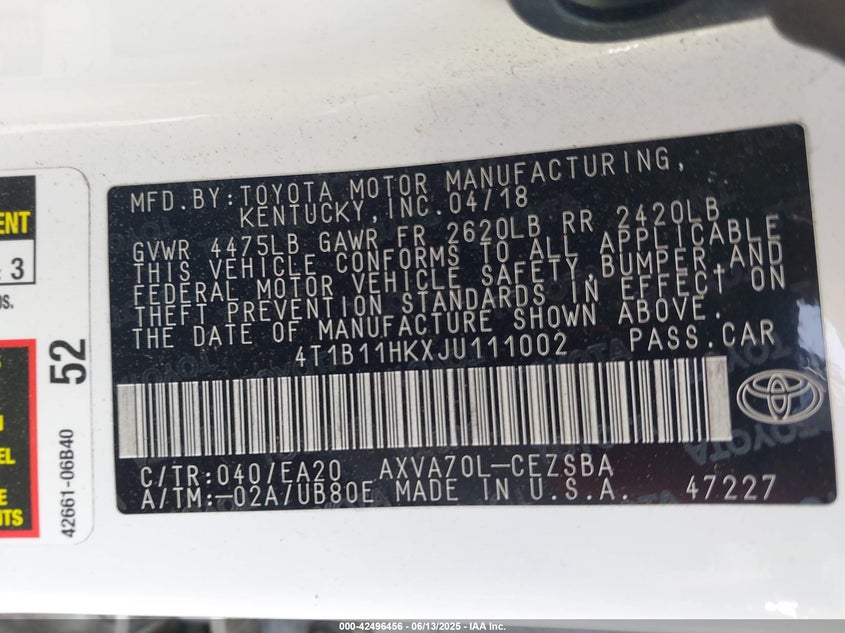 MFD.BY:TOYOTA MOTOR MANUFACTURING,
KENTUCKY,INC.04/18
GVWR 4475LB GAWR FR 2620LB RR 2420LB
THIS VEHICLE CONFORMS TO ALL APPLICABLE
FEDERAL MOTOR VEHICLE SAFETY,BUMPER AND
THEFT PREVENTION STANDARDS IN EFFECT ON
THE DATE OF MANUFACTURE SHOWN ABOVE.
4T1B11HKXJU111002 PASS.CAR
C/TR:040/EA20 AXVA70L-CEZSBA
A/TM:-02A/UB80E MADE IN U.S.A. 47227
52
42661-06B40
3
000-42496456 - 06/13/2025 - IAA Inc.